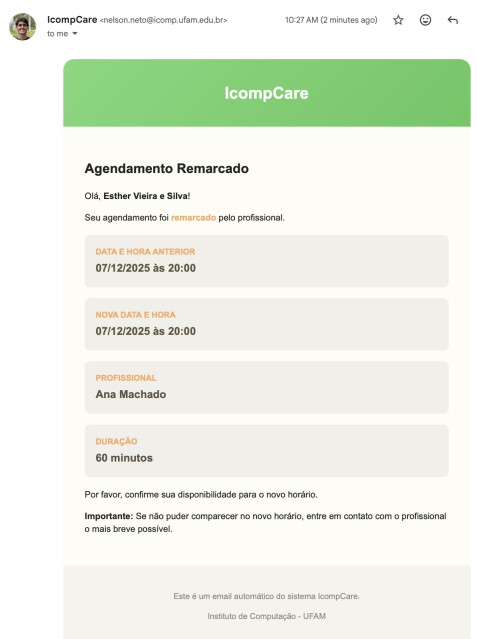 IcompCare <nelson.neto@icomp.ufam.edu.br>
10:27 AM (2 minutes ago)
to me
IcompCare
Agendamento Remarcado
Olá, Esther Vieira e Silva!
Seu agendamento foi remarcado pelo profissional.
DATA E HORA ANTERIOR
07/12/2025 às 20:00
NOVA DATA E HORA
07/12/2025 às 20:00
PROFISSIONAL
Ana Machado
DURAÇÃO
60 minutos
Por favor, confirme sua disponibilidade para o novo horário.
Importante: Se não puder comparecer no novo horário, entre em contato com o profissional
o mais breve possível.
Este é um email automático do sistema IcompCare.
Instituto de Computação - UFAM